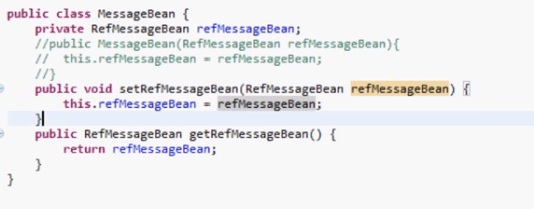 public class MessageBean {
    private RefMessageBean refMessageBean;
    //public MessageBean(RefMessageBean refMessageBean){
    //  this.refMessageBean = refMessageBean;
    //}
    public void setRefMessageBean(RefMessageBean refMessageBean) {
        this.refMessageBean = refMessageBean;
    }
    public RefMessageBean getRefMessageBean() {
        return refMessageBean;
    }
}